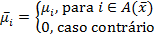 μ̄ᵢ = { μᵢ, para i ∈ A(x̄)
0, caso contrário